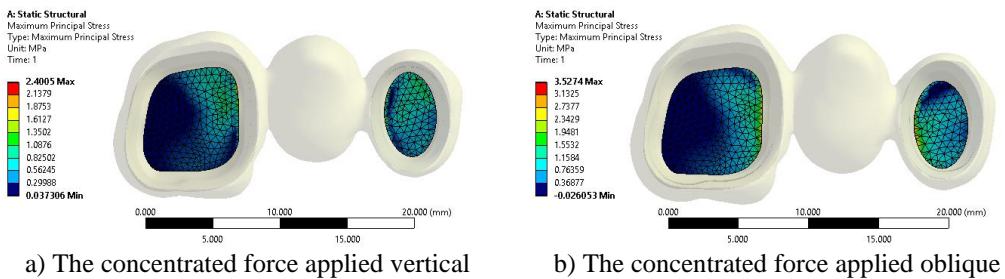 A: Static Structural
Maximum Principal Stress
Type: Maximum Principal Stress
Unit: MPa
Time: 1
2.4005 Max
2.1379
1.8753
1.6127
1.3502
1.0876
0.82502
0.56245
0.29988
0.037306 Min
0.000 10.000 20.000 (mm)
5.000 15.000
a) The concentrated force applied vertical
A: Static Structural
Maximum Principal Stress
Type: Maximum Principal Stress
Unit: MPa
Time: 1
3.5274 Max
3.1325
2.7377
2.3429
1.9481
1.5532
1.1584
0.76359
0.36877
-0.026053 Min
0.000 10.000 20.000 (mm)
5.000 15.000
b) The concentrated force applied oblique